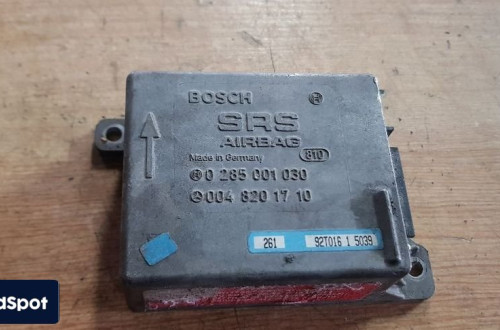 BOSCH
SRS
AIRBAG
Made in Germany 810
0 285 001 030
004 820 17 10
261 92T016 1 5039
dSpot